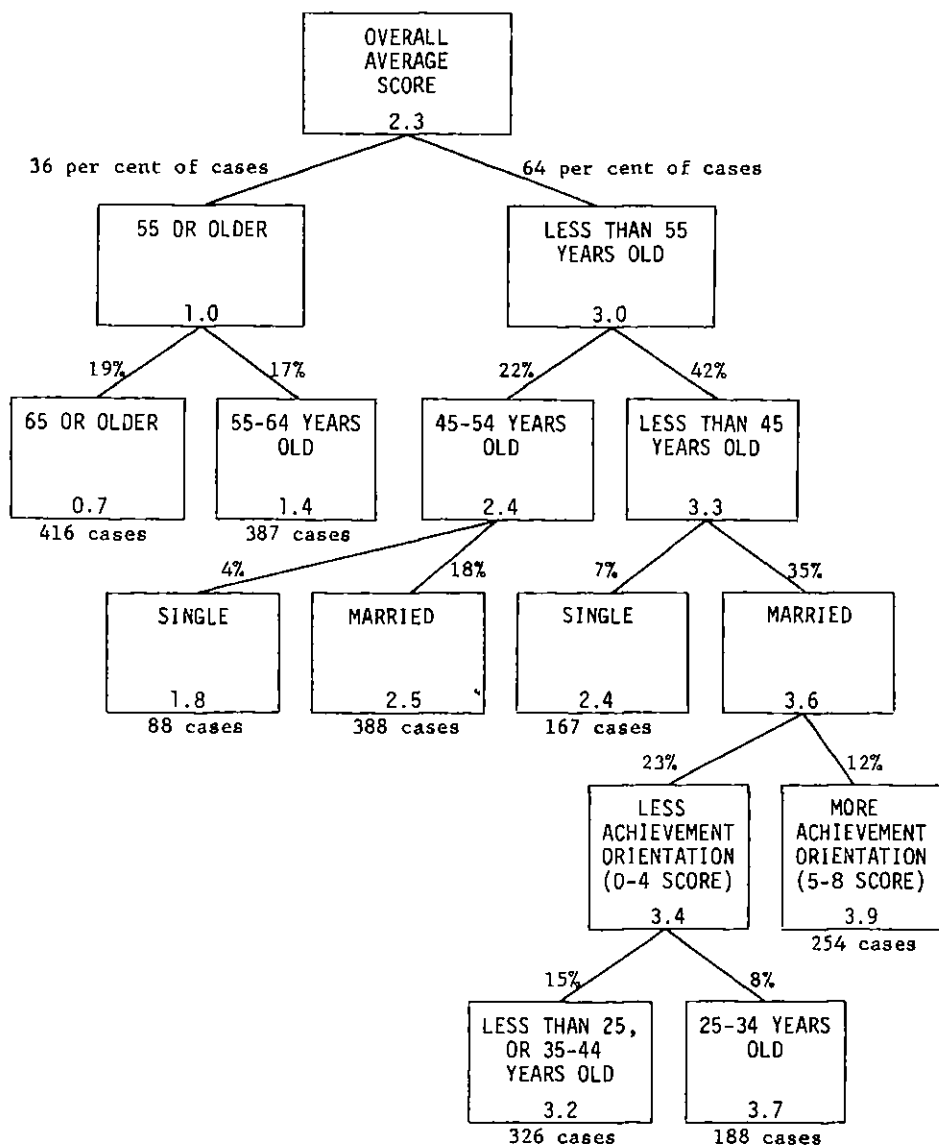 OVERALL
AVERAGE
SCORE
2.3
36 per cent of cases
64 per cent of cases
55 OR OLDER
1.0
LESS THAN 55
YEARS OLD
3.0
19%
17%
22%
42%
65 OR OLDER
0.7
416 cases
55-64 YEARS
OLD
1.4
387 cases
45-54 YEARS
OLD
2.4
LESS THAN 45
YEARS OLD
3.3
4%
18%
7%
35%
SINGLE
1.8
88 cases
MARRIED
2.5
388 cases
SINGLE
2.4
167 cases
MARRIED
3.6
23%
12%
LESS
ACHIEVEMENT
ORIENTATION
(0-4 SCORE)
3.4
MORE
ACHIEVEMENT
ORIENTATION
(5-8 SCORE)
3.9
254 cases
15%
8%
LESS THAN 25,
OR 35-44
YEARS OLD
3.2
326 cases
25-34 YEARS
OLD
3.7
188 cases